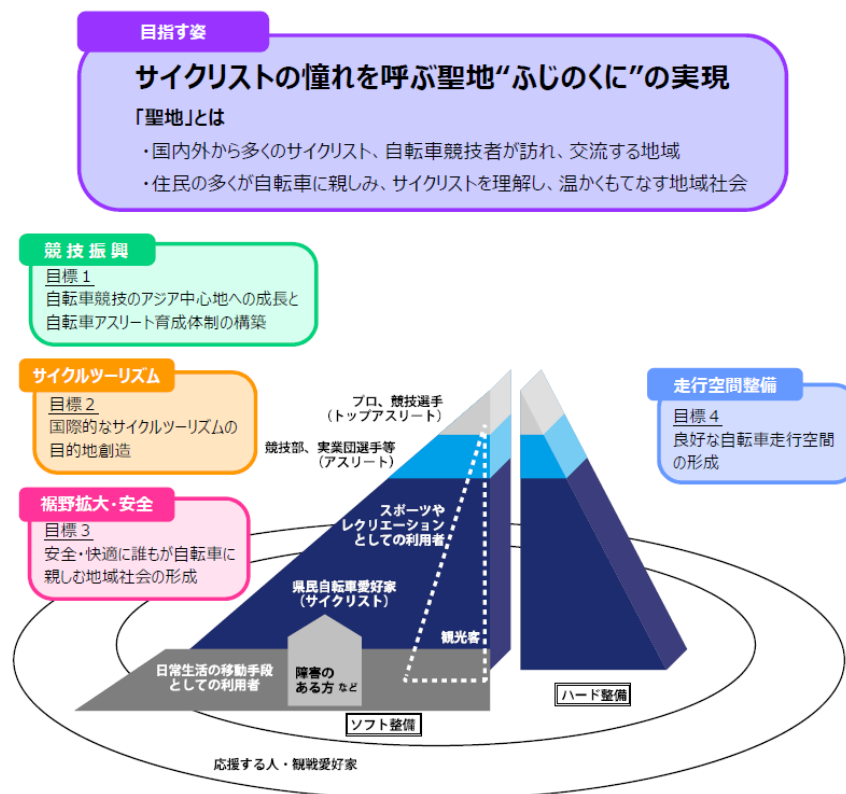 目指す姿
サイクリストの憧れを呼ぶ聖地“ふじのくに”の実現
「聖地」とは
・国内外から多くのサイクリスト、自転車競技者が訪れ、交流する地域
・住民の多くが自転車に親しみ、サイクリストを理解し、温かくもてなす地域社会
競技振興
目標１
自転車競技のアジア中心地への成長と
自転車アスリート育成体制の構築
サイクルツーリズム
目標２
国際的なサイクルツーリズムの
目的地創造
裾野拡大・安全
目標３
安全・快適に誰もが自転車に
親しむ地域社会の形成
走行空間整備
目標４
良好な自転車走行空間
の形成
プロ、競技選手
（トップアスリート）
競技部、実業団選手等
（アスリート）
スポーツや
レクリエーション
としての利用者
県民自転車愛好家
（サイクリスト）
観光客
日常生活の移動手段
としての利用者
障害の
ある方 など
ソフト整備
ハード整備
応援する人・観戦愛好家